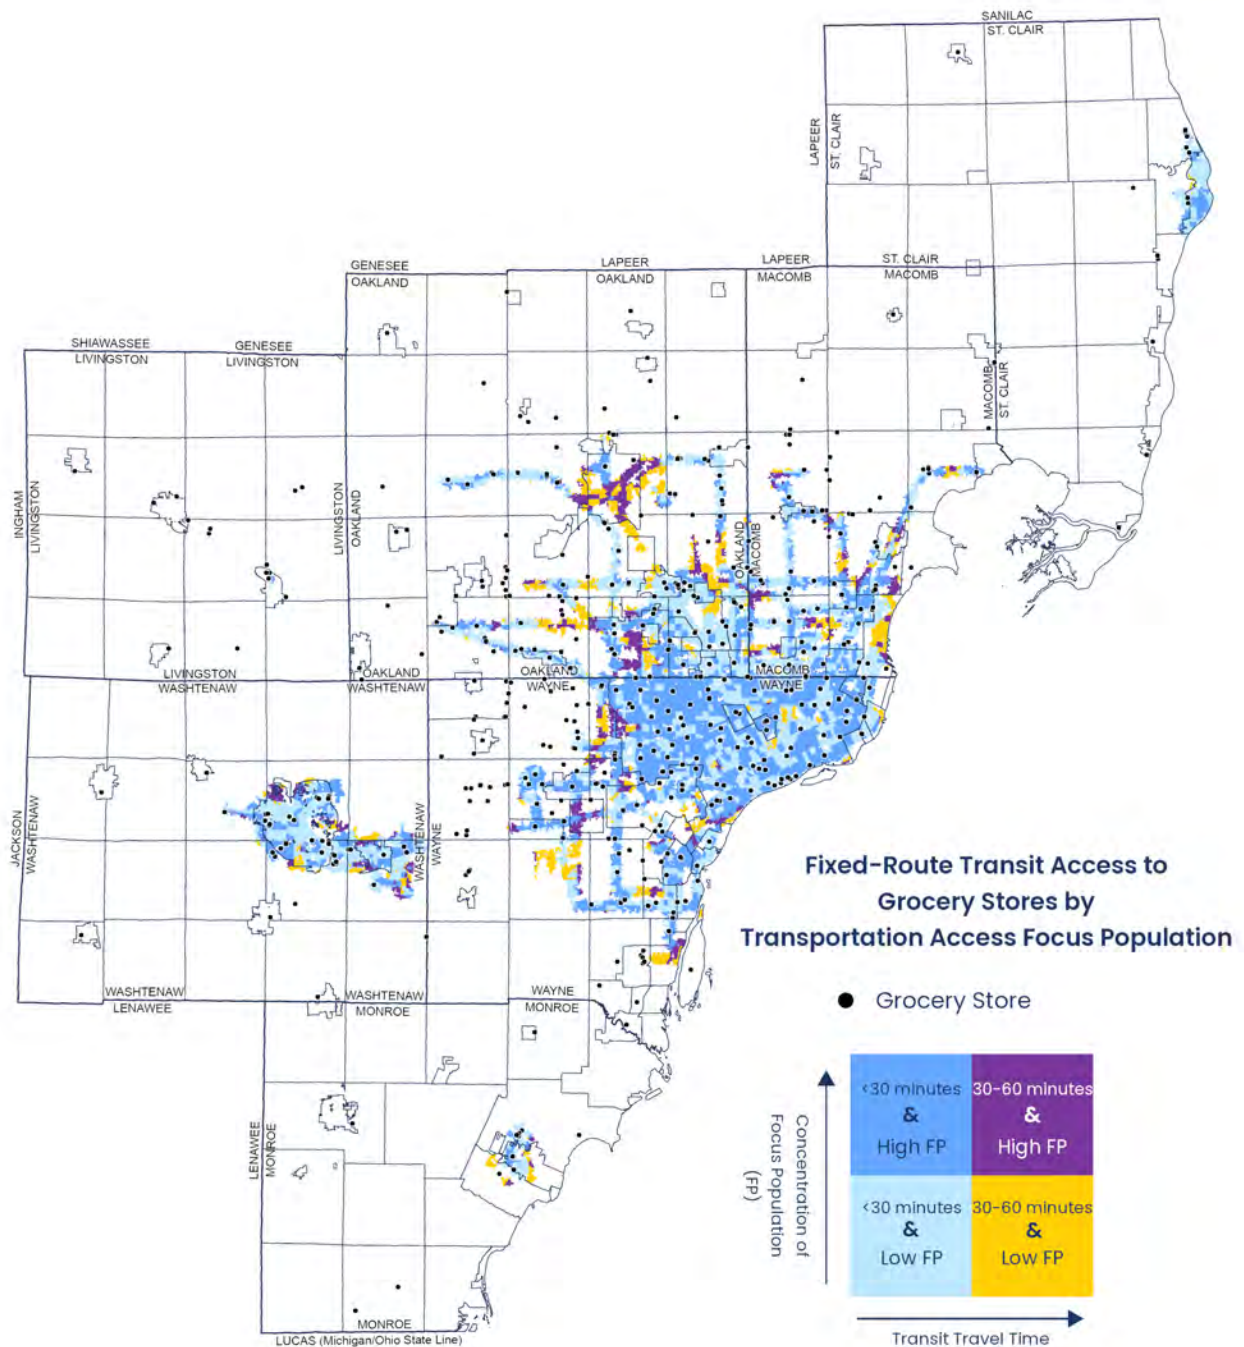 SANILAC
ST. CLAIR
LAPEER
ST. CLAIR
GENESEE
OAKLAND
LAPEER
OAKLAND
LAPEER
MACOMB
ST. CLAIR
MACOMB
SHIAWASSEE
LIVINGSTON
GENESEE
LIVINGSTON
MACOMB
ST. CLAIR
INGHAM
LIVINGSTON
LIVINGSTON
OAKLAND
OAKLAND
MACOMB
LIVINGSTON
WASHTENAW
OAKLAND
WASHTENAW
OAKLAND
WAYNE
MACOMB
WAYNE
JACKSON
WASHTENAW
WASHTENAW
WAYNE
Fixed-Route Transit Access to
Grocery Stores by
Transportation Access Focus Population
WASHTENAW
LENAWEE
WASHTENAW
MONROE
WAYNE
MONROE
Grocery Store
LENAWEE
MONROE
Concentration of
Focus Population
(FP)
<30 minutes
&
High FP
30-60 minutes
&
High FP
<30 minutes
&
Low FP
30-60 minutes
&
Low FP
Transit Travel Time
MONROE
LUCAS (Michigan/Ohio State Line)